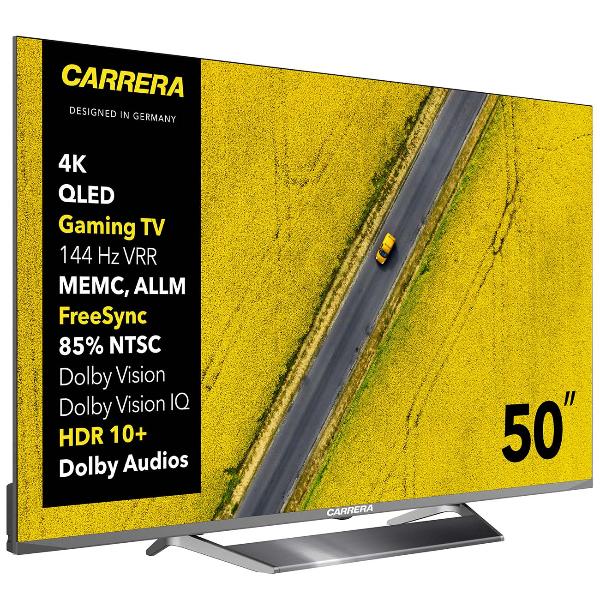 CARRERA
DESIGNED IN GERMANY
4K
QLED
Gaming TV
144 Hz VRR
MEMC, ALLM
FreeSync
85% NTSC
Dolby Vision
Dolby Vision IQ
HDR 10+
Dolby Audios
50"
CARRERA